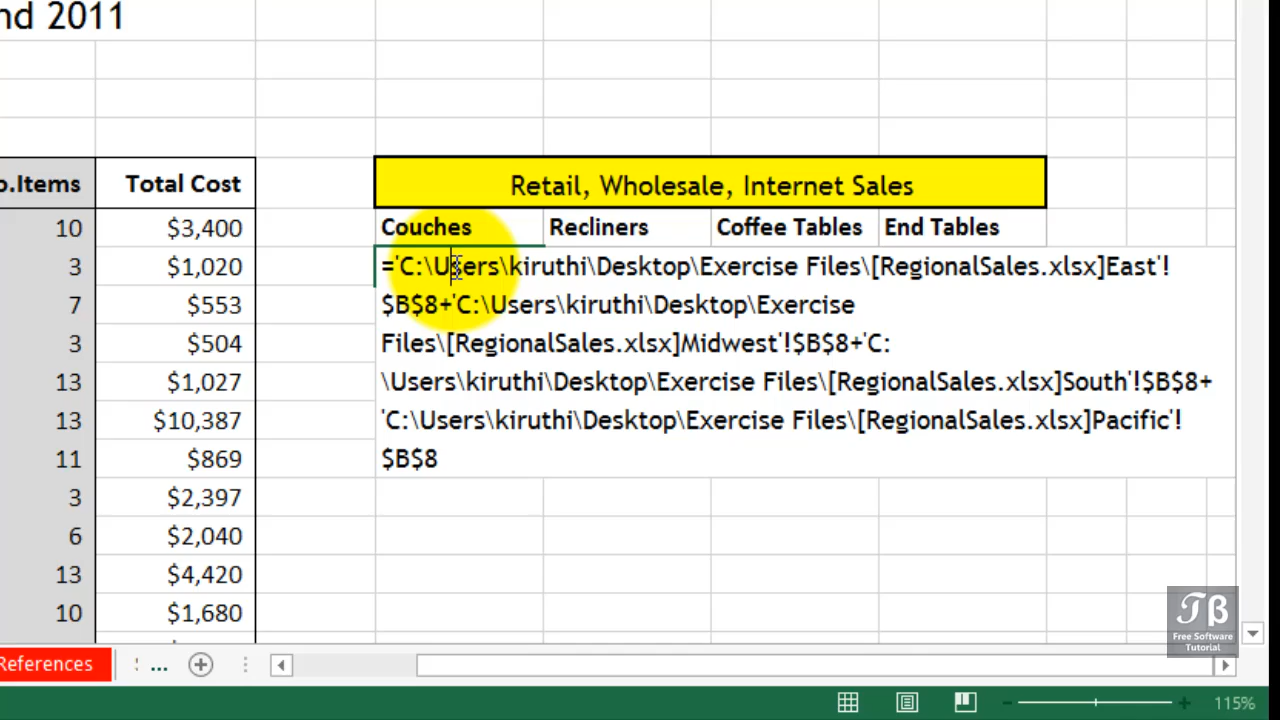 nd 2011
o.Items Total Cost Retail, Wholesale, Internet Sales
10 $3,400 Couches Recliners Coffee Tables End Tables
3 $1,020 ='C:\Users\kiruthi\Desktop\Exercise Files\[RegionalSales.xlsx]East'!
7 $553 $B$8+'C:\Users\kiruthi\Desktop\Exercise
3 $504 Files\[RegionalSales.xlsx]Midwest'!$B$8+'C:
13 $1,027 \Users\kiruthi\Desktop\Exercise Files\[RegionalSales.xlsx]South'!$B$8+
13 $10,387 'C:\Users\kiruthi\Desktop\Exercise Files\[RegionalSales.xlsx]Pacific'!
11 $869 $B$8
3 $2,397
6 $2,040
13 $4,420
10 $1,680
TB
Free Software
Tutorial
References ...
115%